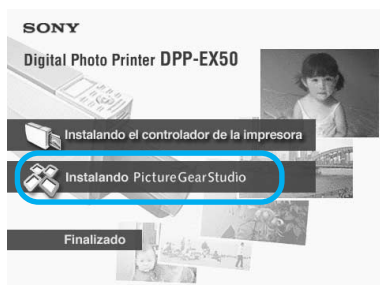 SONY
Digital Photo Printer DPP-EX50
Instalando el controlador de la impresora
Instalando PictureGearStudio
Finalizado